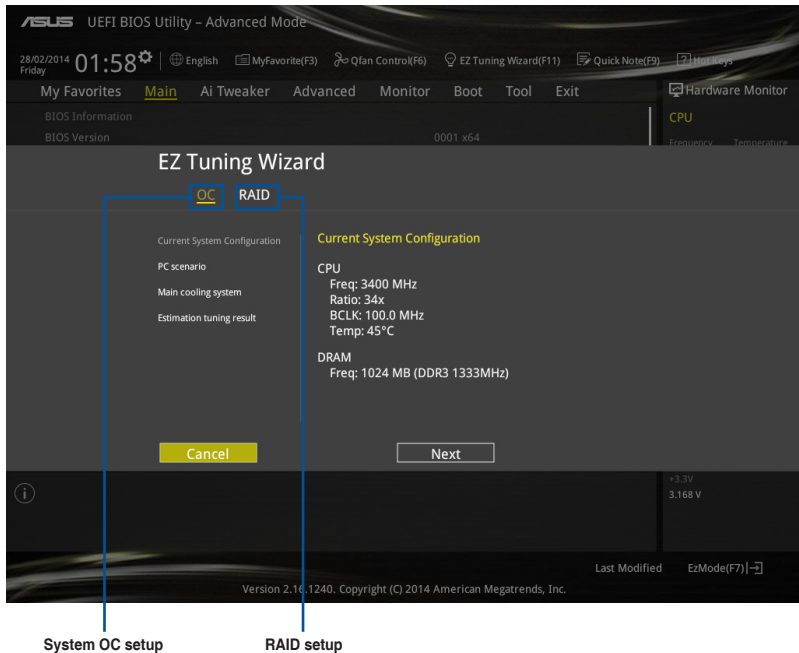 ASUS UEFI BIOS Utility – Advanced Mode
28/02/2014 Friday 01:58 English MyFavorite(F3) Qfan Control(F6) EZ Tuning Wizard(F11) Quick Note(F9) ? Hot Keys
My Favorites Main Ai Tweaker Advanced Monitor Boot Tool Exit Hardware Monitor
BIOS Information CPU
BIOS Version 0001 x64 Frequency Temperature
EZ Tuning Wizard
OC RAID
Current System Configuration
PC scenario
Main cooling system
Estimation tuning result
Current System Configuration
CPU
Freq: 3400 MHz
Ratio: 34x
BCLK: 100.0 MHz
Temp: 45°C
DRAM
Freq: 1024 MB (DDR3 1333MHz)
Cancel Next
+3.3V
3.168 V
Last Modified EzMode(F7)
Version 2.16.1240. Copyright (C) 2014 American Megatrends, Inc.
System OC setup RAID setup